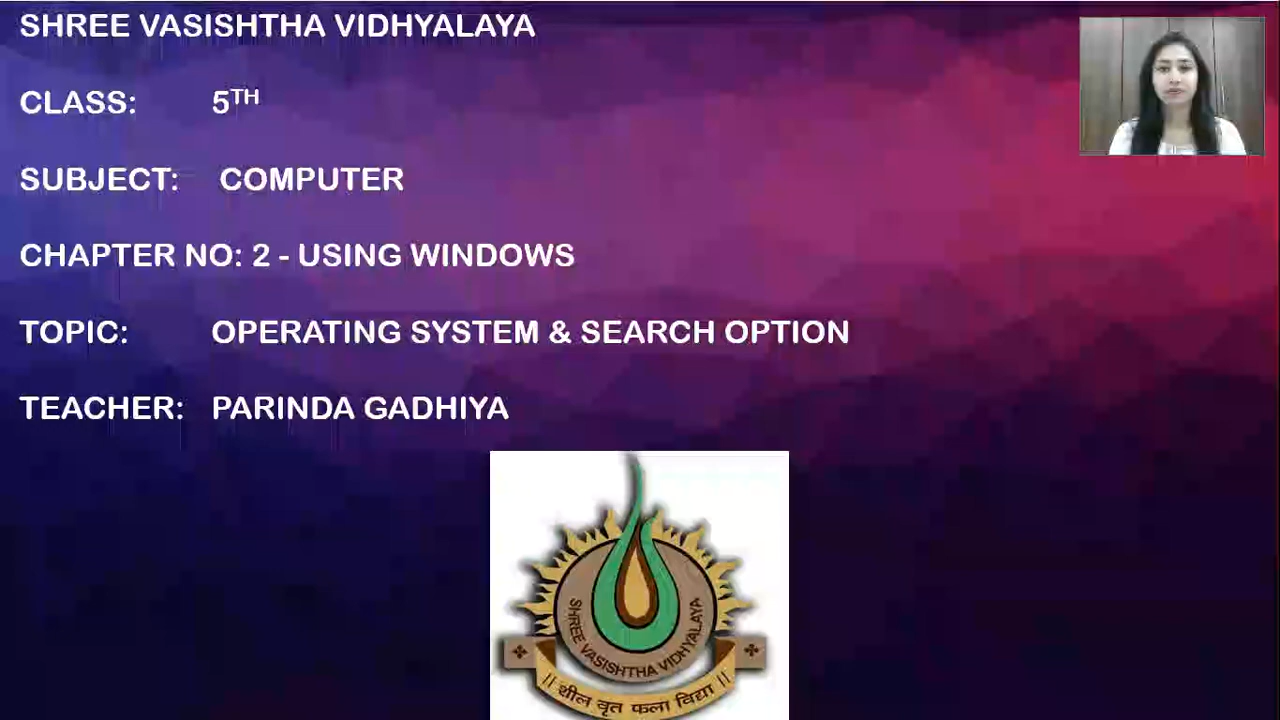 SHREE VASISHTHA VIDHYALAYA
CLASS: 5TH
SUBJECT: COMPUTER
CHAPTER NO: 2 - USING WINDOWS
TOPIC: OPERATING SYSTEM & SEARCH OPTION
TEACHER: PARINDA GADHIYA
SHREE VASISHTHA VIDHYALAYA
|| शील वृत फला विद्या ||